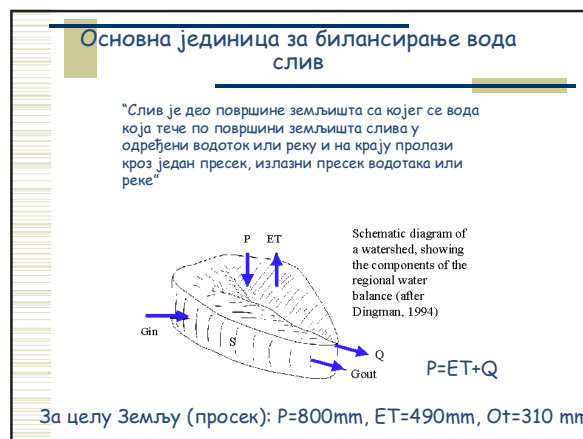 Основна јединица за билансирање вода
слив
“Слив је део површине земљишта са којег се вода
која тече по површини земљишта слива у
одређени водоток или реку и на крају пролази
кроз један пресек, излазни пресек водотака или
реке”
P ET
Schematic diagram of
a watershed, showing
the components of the
regional water
balance (after
Dingman, 1994)
Gin
S
Q
Gout
P=ET+Q
За целу Земљу (просек): P=800mm, ET=490mm, Ot=310 mm